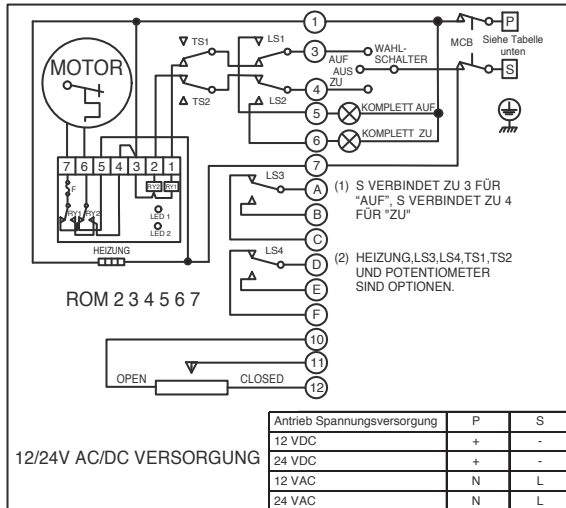 1
P
MCB
Siehe Tabelle
unten
S
TS1
LS1
3
AUF
WAHL-
SCHALTER
AUS
ZU
4
TS2
LS2
5
KOMPLETT AUF
6
KOMPLETT ZU
7
MOTOR
7 6 5 4 3 2 1
F
RY2 RY1
RY1 RY2
LED 1
LED 2
HEIZUNG
ROM 2 3 4 5 6 7
LS3
A
B
C
(1) S VERBINDET ZU 3 FÜR
"AUF", S VERBINDET ZU 4
FÜR "ZU"
LS4
D
E
F
(2) HEIZUNG,LS3,LS4,TS1,TS2
UND POTENTIOMETER
SIND OPTIONEN.
10
11
12
OPEN CLOSED
12/24V AC/DC VERSORGUNG
Antrieb Spannungsversorgung P S
12 VDC + -
24 VDC + -
12 VAC N L
24 VAC N L